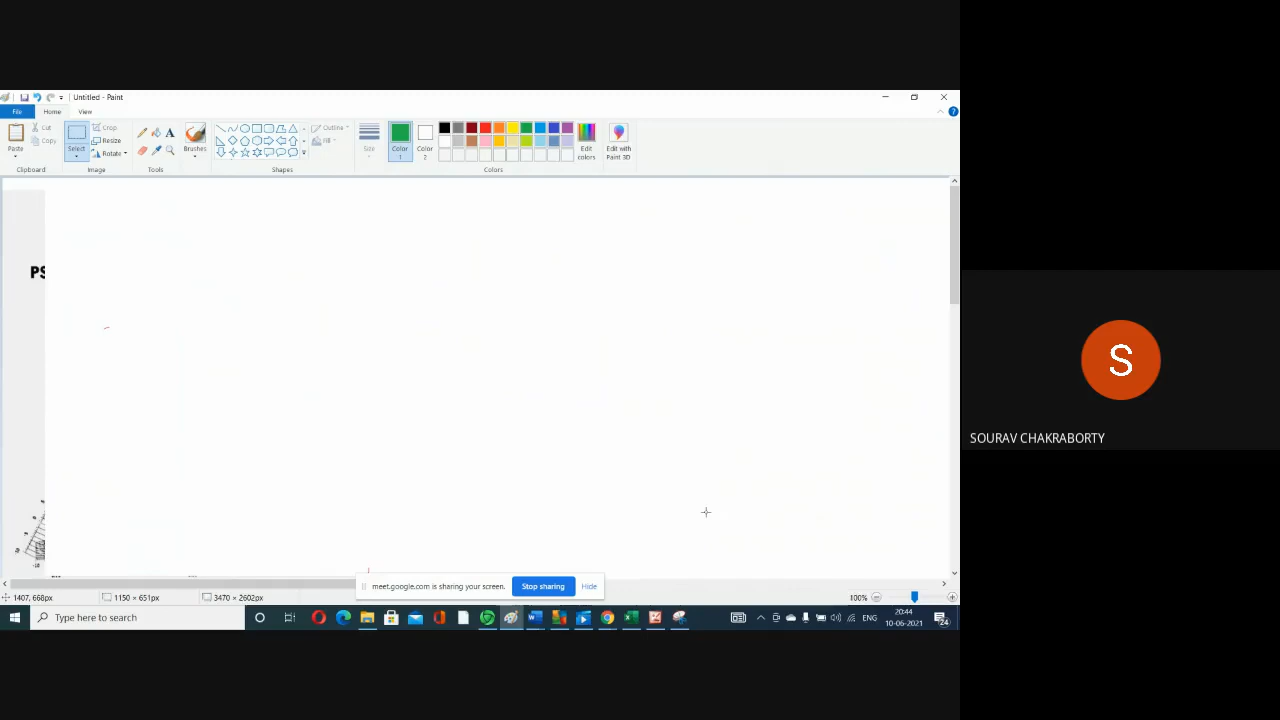 Untitled - Paint
File
Home
View
Paste
Cut
Copy
Clipboard
Select
Crop
Resize
Rotate
Image
Tools
Brushes
Outline
Fill
Shapes
Size
Color
1
Color
2
Edit
colors
Edit with
Paint 3D
Colors
PS
-10
S
SOURAV CHAKRABORTY
meet.google.com is sharing your screen.
Stop sharing
Hide
1407, 668px
1150 × 651px
3470 × 2602px
100%
Type here to search
ENG
20:44
10-06-2021
24